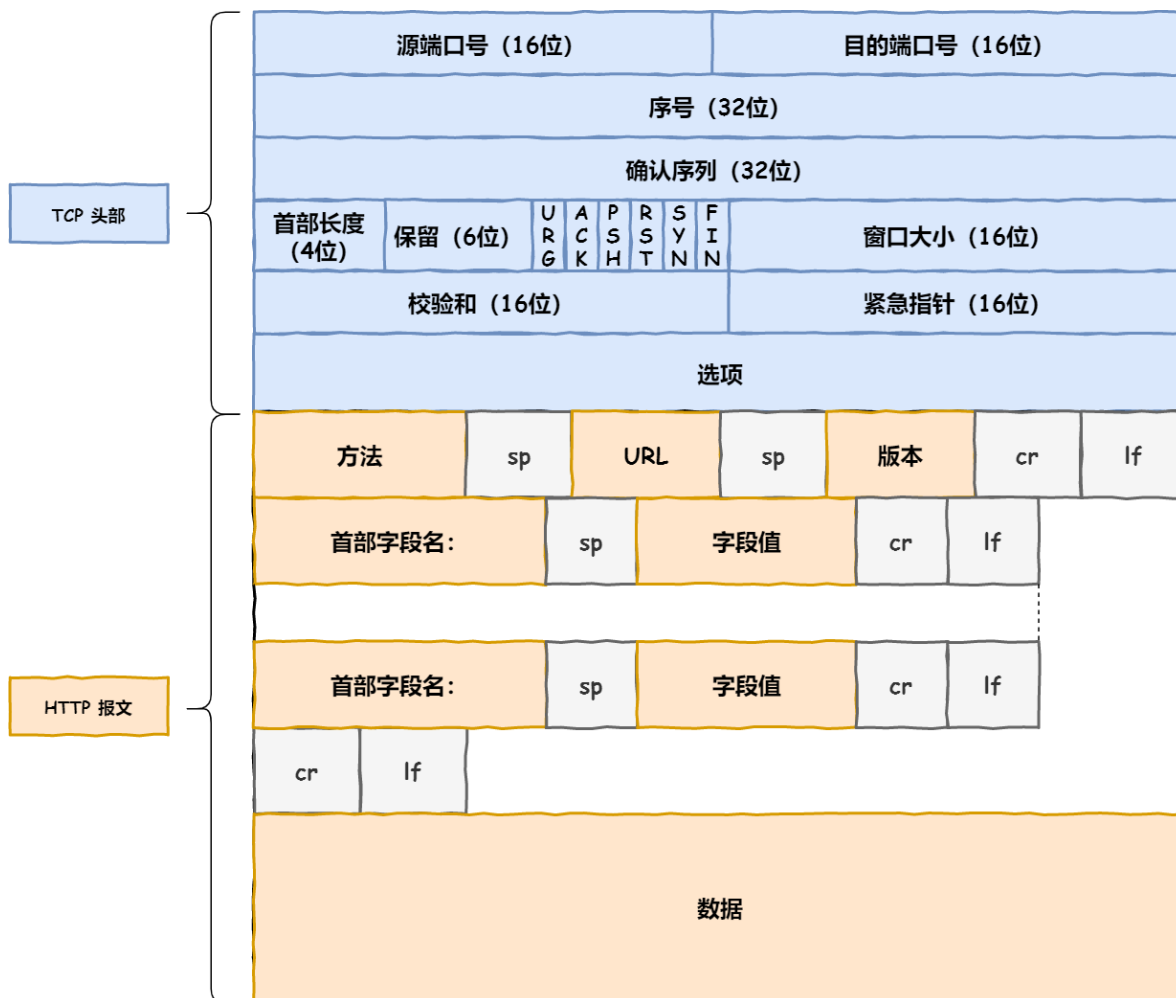 源端口号（16位） 目的端口号（16位）
序号（32位）
确认序列（32位）
TCP 头部
首部长度
（4位） 保留（6位） URG ACK PSH RST SYN FIN 窗口大小（16位）
校验和（16位） 紧急指针（16位）
选项
方法 sp URL sp 版本 cr lf
首部字段名： sp 字段值 cr lf
首部字段名： sp 字段值 cr lf
HTTP 报文
cr lf
数据